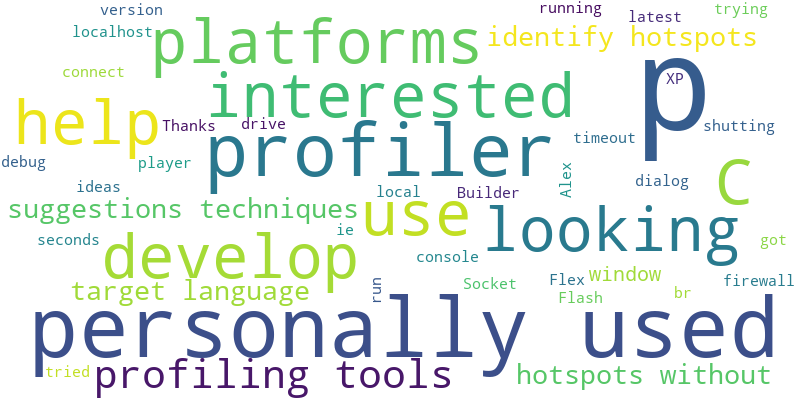 version
running
latest
trying
localhost
platforms
identify hotspots
connect
interested
p
XP
help
Thanks
drive
profiler
timeout
shutting
debug
player
Alex
dialog
C
ideas
local
Builder
suggestions techniques
use
looking
seconds
ie
console
got
develop
target language
run
Socket
Flex
window
firewall
Flash
br
personally used
tried
profiling tools
hotspots without